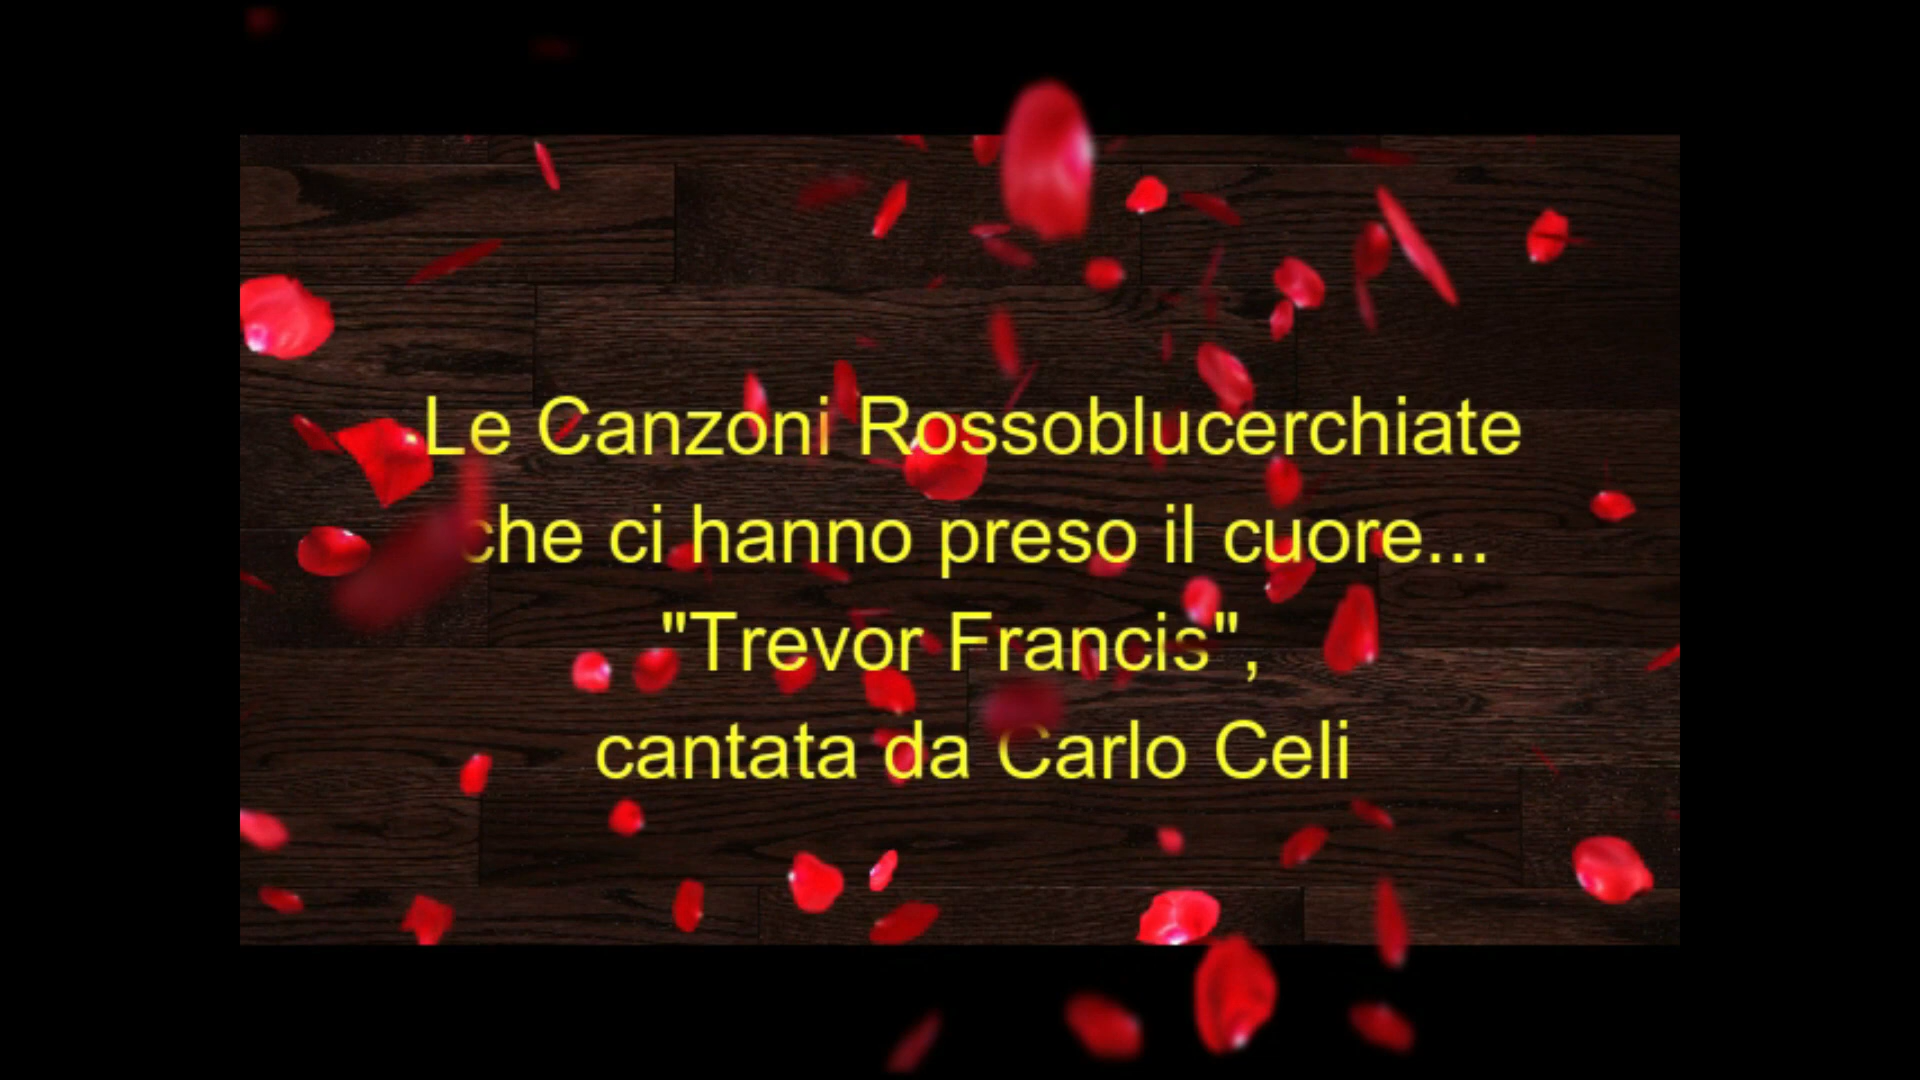 Le Canzoni Rossoblucerchiate
che ci hanno preso il cuore...
"Trevor Francis",
cantata da Carlo Celi